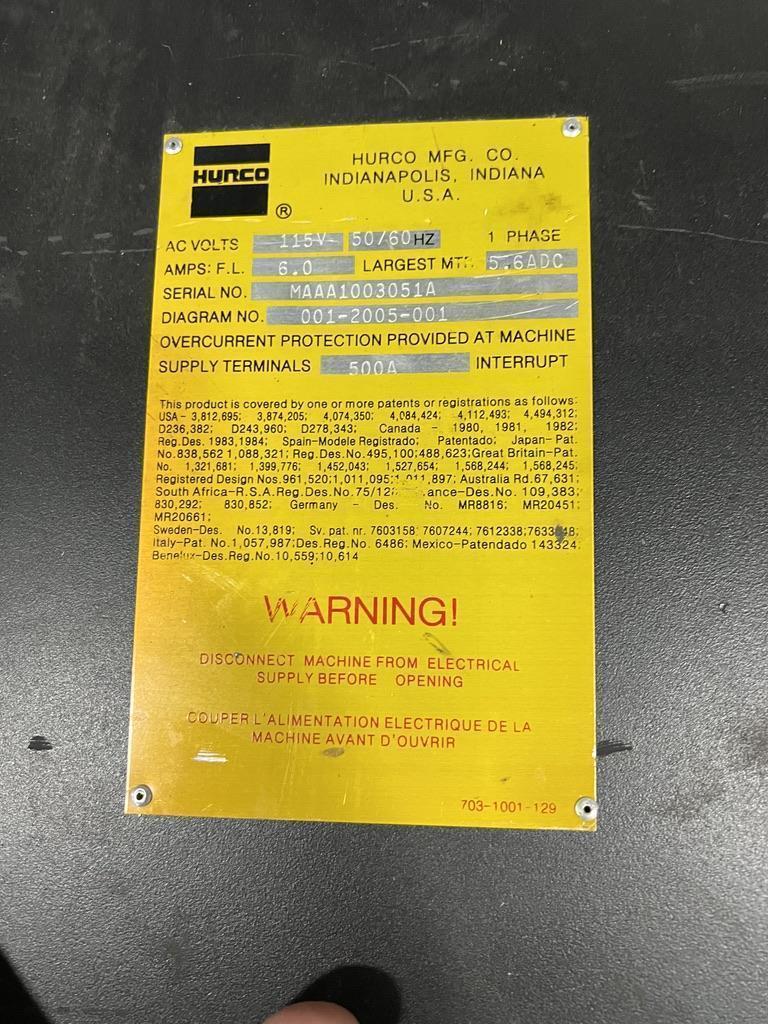 HURCO
®
HURCO MFG. CO.
INDIANAPOLIS, INDIANA
U.S.A.
AC VOLTS 115V 50/60 HZ 1 PHASE
AMPS: F.L. 6.0 LARGEST MTR. 5.6ADC
SERIAL NO. MAAA1003051A
DIAGRAM NO. 001-2005-001
OVERCURRENT PROTECTION PROVIDED AT MACHINE
SUPPLY TERMINALS 500A INTERRUPT
This product is covered by one or more patents or registrations as follows:
USA - 3,812,695; 3,874,205; 4,074,350; 4,084,424; 4,112,493; 4,494,312;
D236,382; D243,960; D278,343; Canada - 1980, 1981, 1982;
Reg.Des. 1983,1984; Spain-Modele Registrado; Patentado; Japan-Pat.
No.838,562 1,088,321; Reg.Des.No.495,100;488,623;Great Britain-Pat.
No. 1,321,681; 1,399,776; 1,452,043; 1,527,654; 1,568,244; 1,568,245;
Registered Design Nos.961,520;1,011,095; 897; Australia Rd.67,631;
South Africa-R.S.A.Reg.Des.No.75/12 Des.No. 109,383;
830,292; 830,852; Germany - Des. No. MR8816; MR20451;
MR20661;
Sweden-Des. No.13,819; Sv. pat. nr. 7603158; 7607244; 7612338;
Italy-Pat. No.1,057,987;Des.Reg.No. 6486; Mexico-Patendado 143324;
Benelux-Des.Reg.No.10,559;10,614
WARNING!
DISCONNECT MACHINE FROM ELECTRICAL
SUPPLY BEFORE OPENING
COUPER L'ALIMENTATION ELECTRIQUE DE LA
MACHINE AVANT D'OUVRIR
703-1001-129